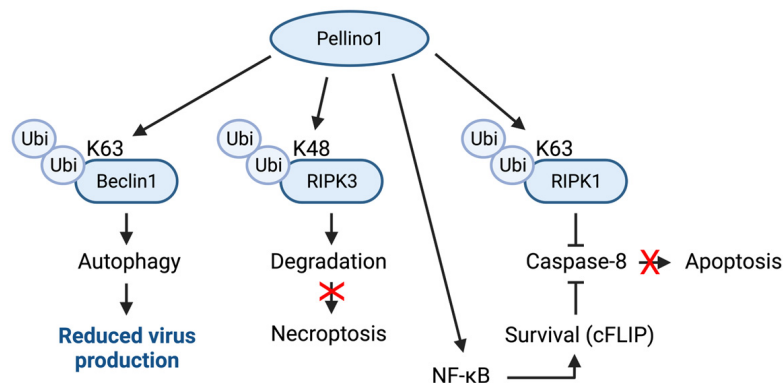 Pellino1
Ubi
Ubi
K63
Beclin1
Autophagy
Reduced virus
production
Ubi
Ubi
K48
RIPK3
Degradation
Necroptosis
NF-κB
Ubi
Ubi
K63
RIPK1
Caspase-8
Apoptosis
Survival (cFLIP)